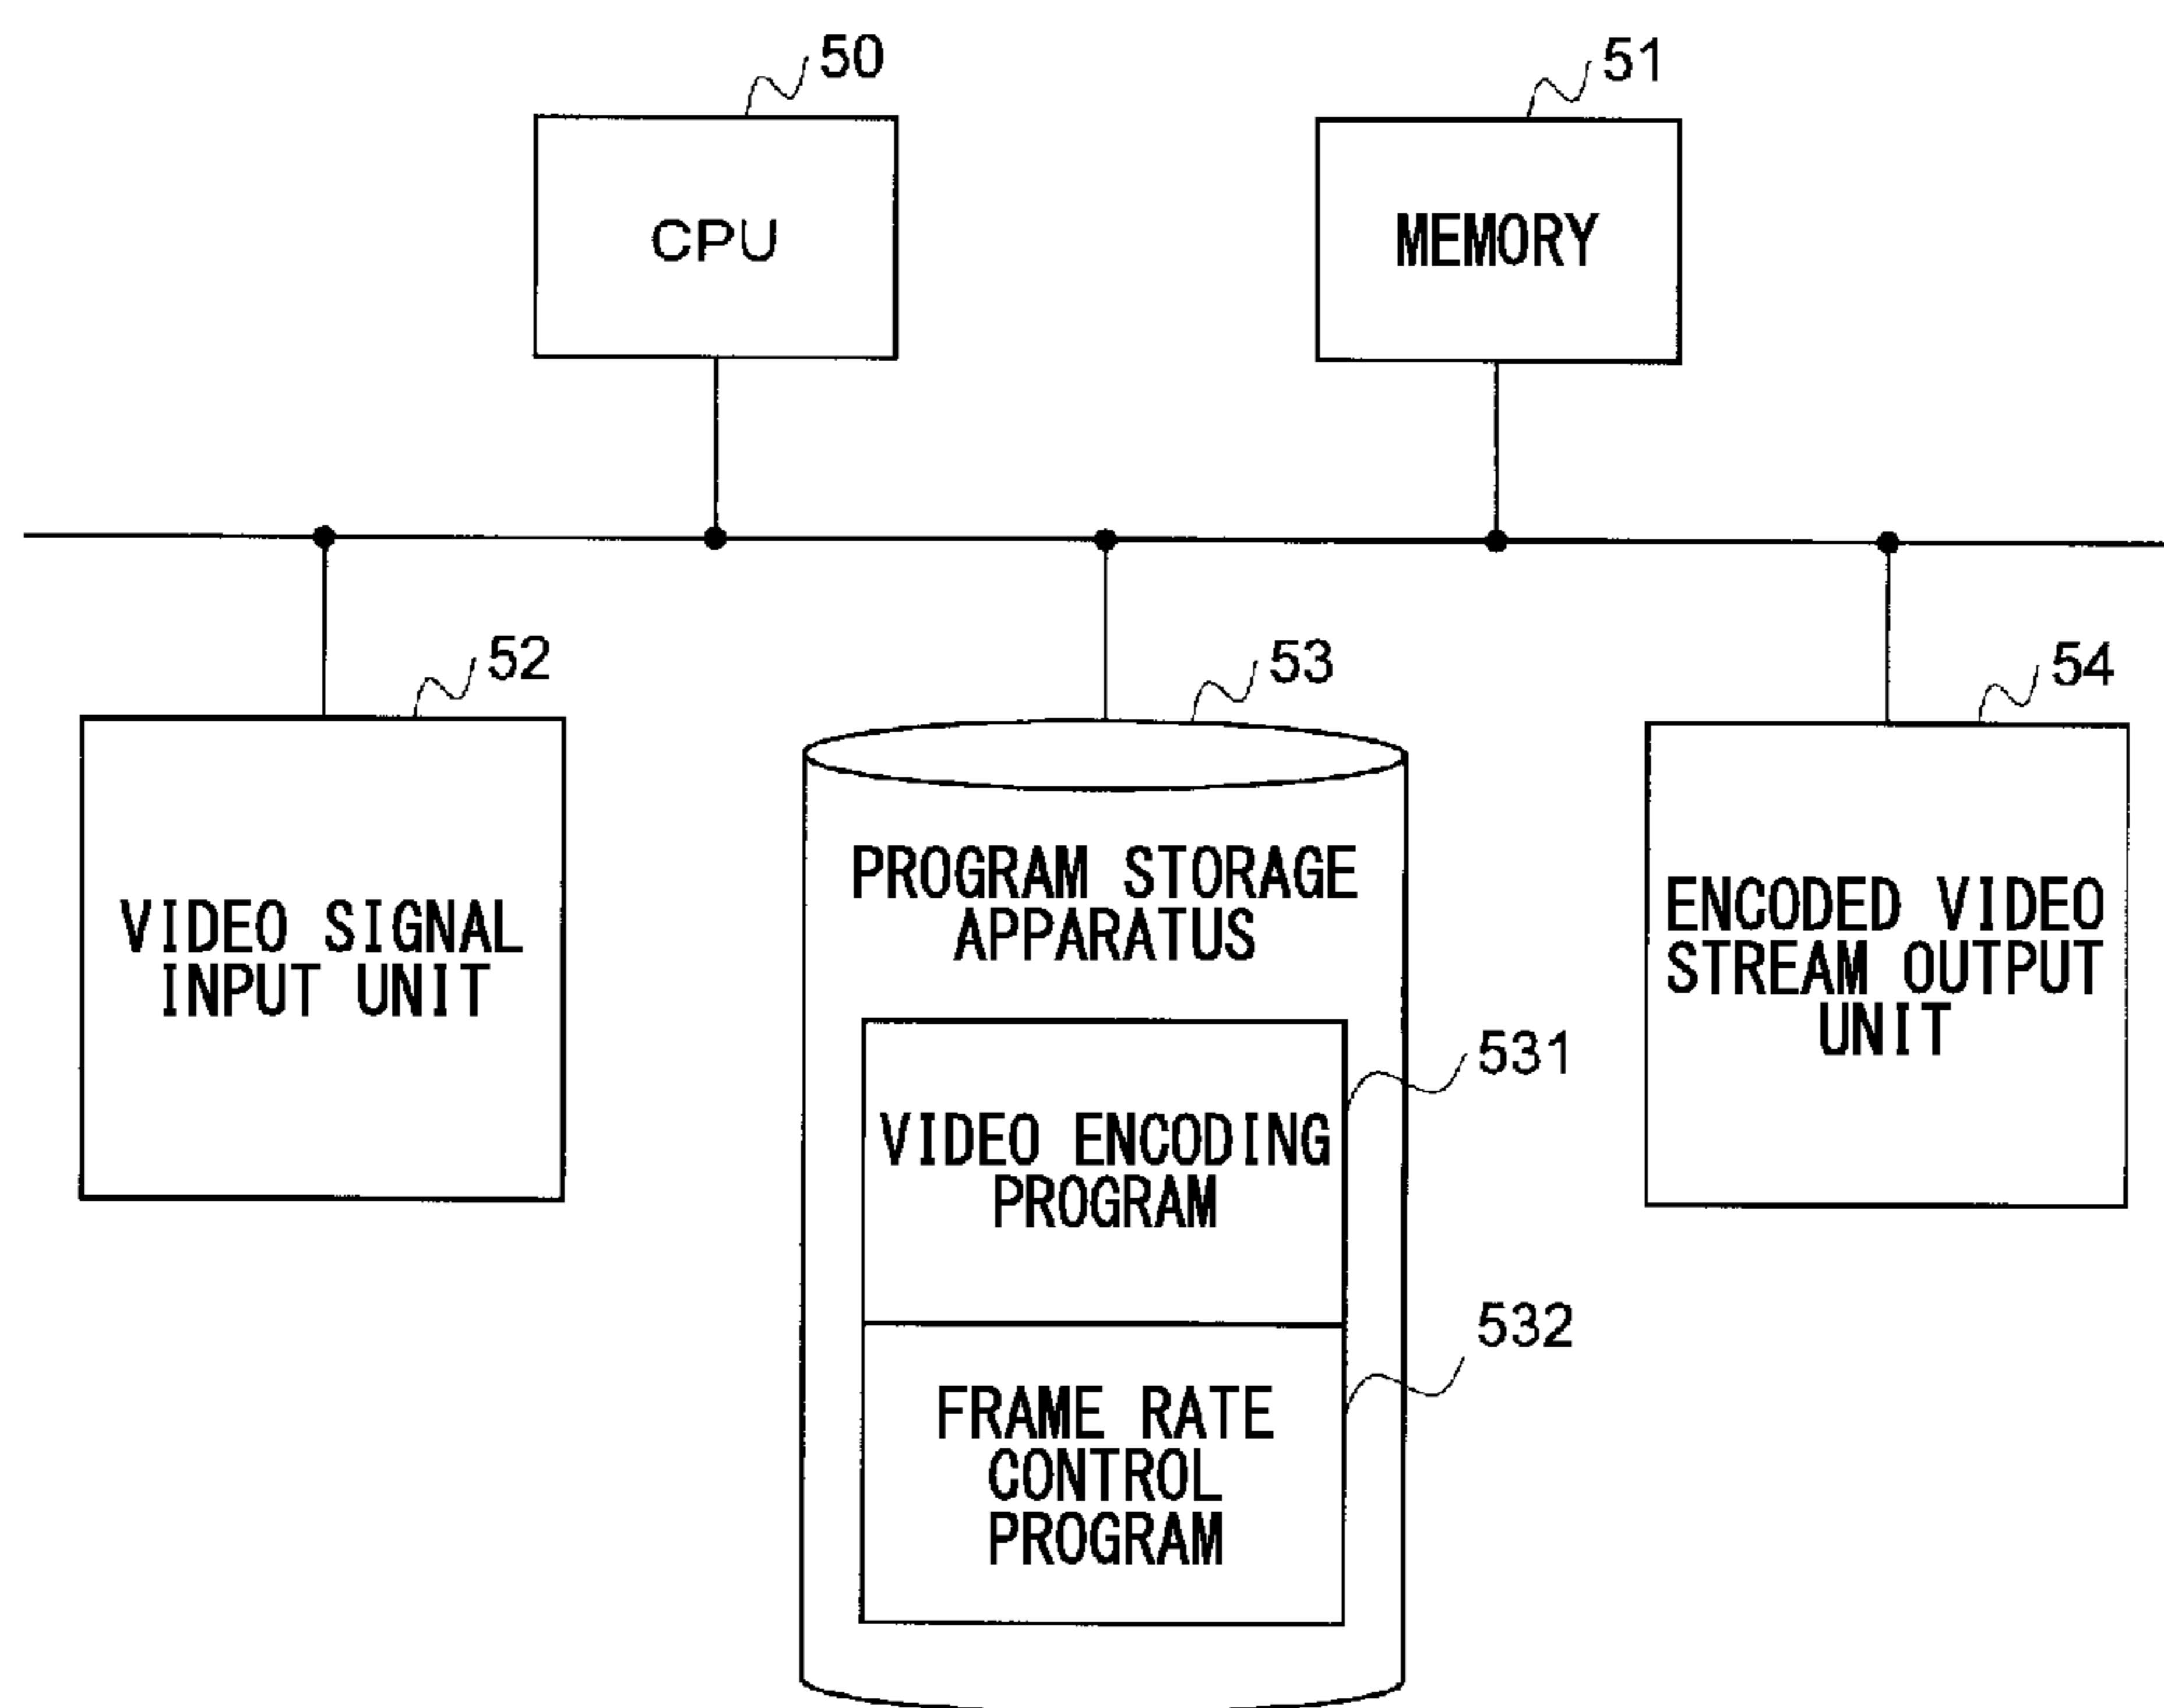 50
51
CPU
MEMORY
52
53
54
VIDEO SIGNAL
INPUT UNIT
PROGRAM STORAGE
APPARATUS
ENCODED VIDEO
STREAM OUTPUT
UNIT
531
VIDEO ENCODING
PROGRAM
532
FRAME RATE
CONTROL
PROGRAM